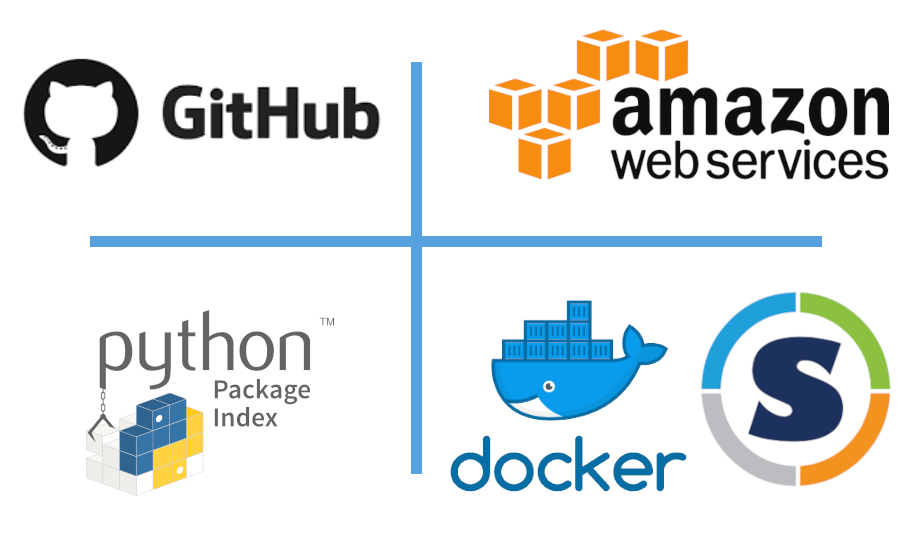 GitHub
amazon
web services
python™
Package
Index
docker
S